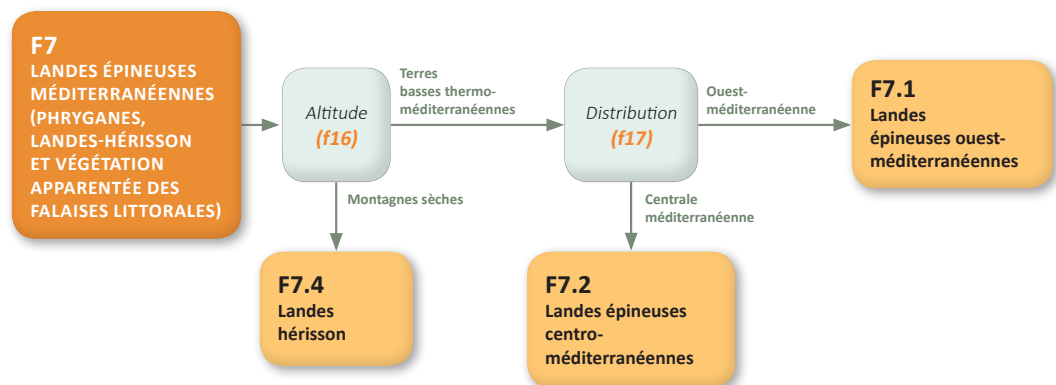 F7
LANDES ÉPINEUSES
MÉDITERRANÉENNES
(PHRYGANES,
LANDES-HÉRISSON
ET VÉGÉTATION
APPARENTÉE DES
FALAISES LITTORALES)
Altitude
(f16)
Terres
basses thermo-
méditerranéennes
Distribution
(f17)
Ouest-
méditerranéenne
F7.1
Landes
épineuses ouest-
méditerranéennes
Montagnes sèches
Centrale
méditerranéenne
F7.4
Landes
hérisson
F7.2
Landes épineuses
centro-
méditerranéennes